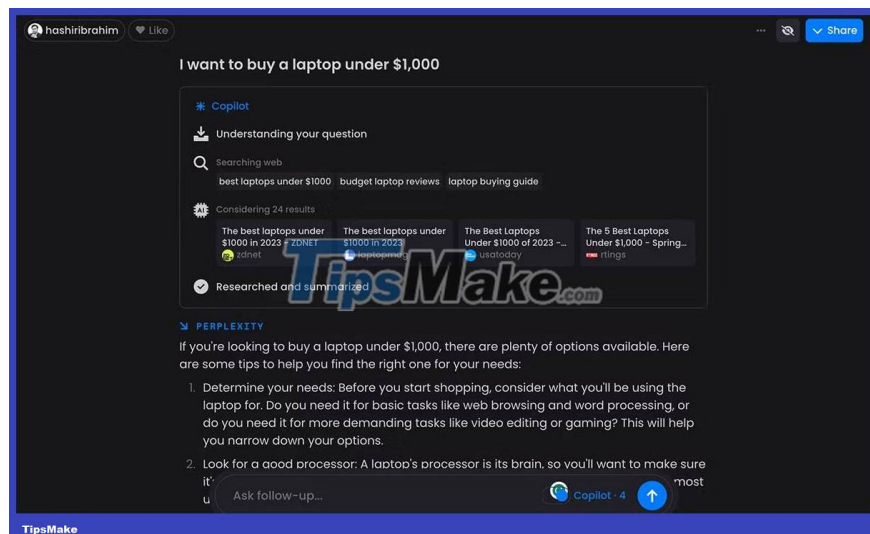 hashiribrahim Like ... Share
I want to buy a laptop under $1,000
Copilot
Understanding your question
Searching web
best laptops under $1000 budget laptop reviews laptop buying guide
AI Considering 24 results
The best laptops under The best laptops under The Best Laptops The 5 Best Laptops
$1000 in 2023 - ZDNET $1000 in 2023 Under $1000 of 2023 -... Under $1,000 - Spring...
zdnet laptopmag usatoday rtings
TipsMake.com
Researched and summarized
PERPLEXITY
If you're looking to buy a laptop under $1,000, there are plenty of options available. Here
are some tips to help you find the right one for your needs:
1. Determine your needs: Before you start shopping, consider what you'll be using the
laptop for. Do you need it for basic tasks like web browsing and word processing, or
do you need it for more demanding tasks like video editing or gaming? This will help
you narrow down your options.
2. Look for a good processor: A laptop's processor is its brain, so you'll want to make sure
it's most
u
Ask follow-up... Copilot · 4
TipsMake